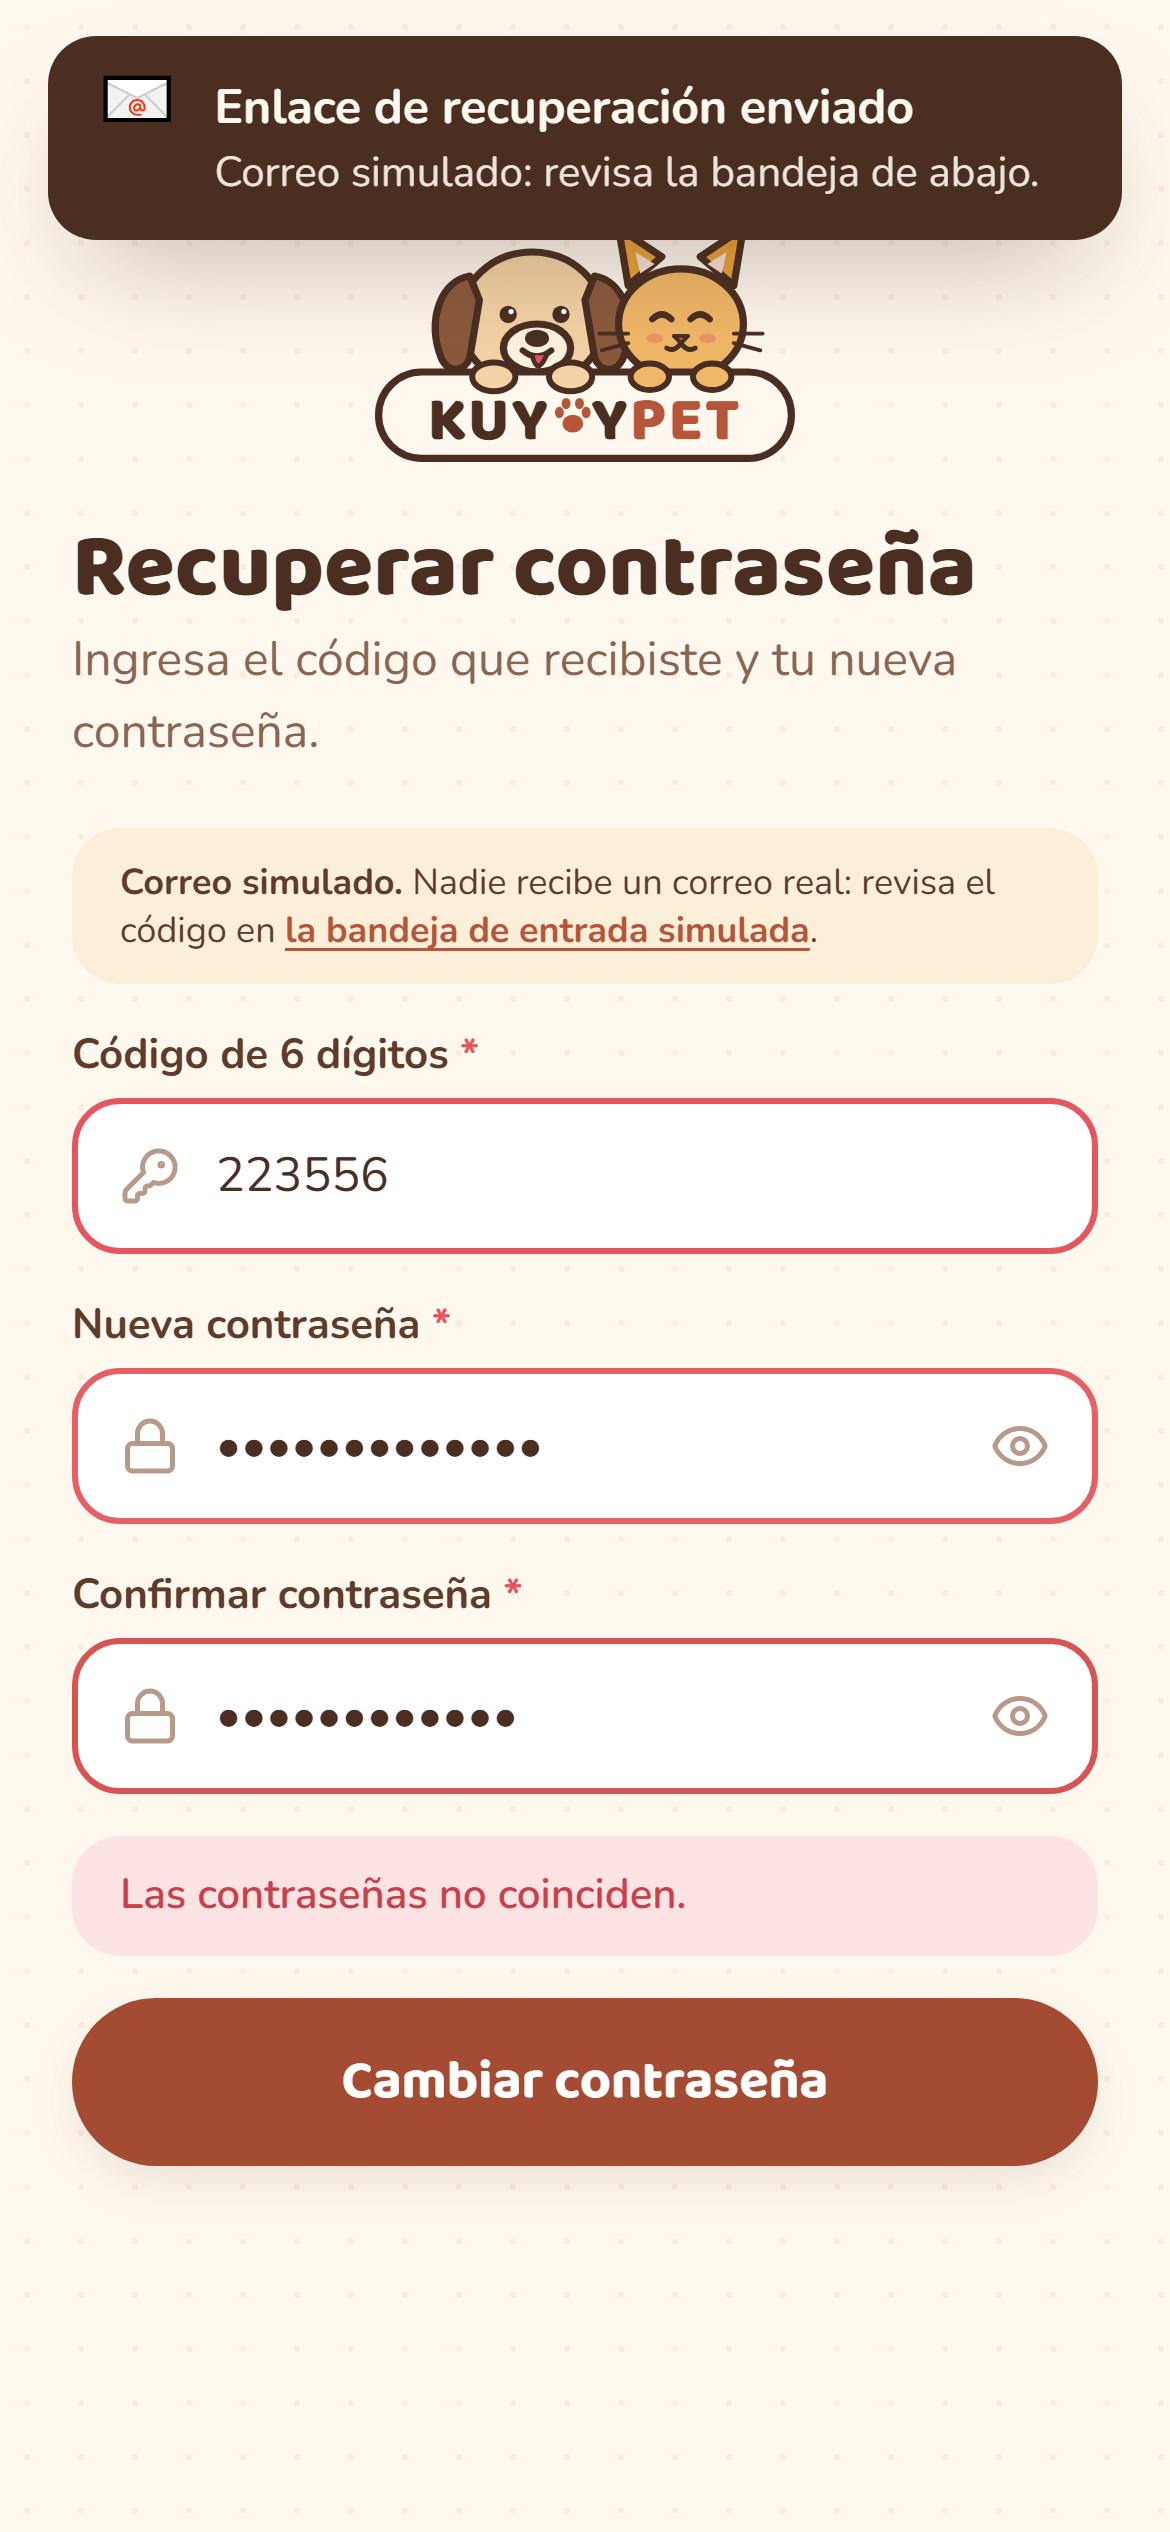 Enlace de recuperación enviado
Correo simulado: revisa la bandeja de abajo.
KUYYPET
Recuperar contraseña
Ingresa el código que recibiste y tu nueva
contraseña.
Correo simulado. Nadie recibe un correo real: revisa el
código en la bandeja de entrada simulada.
Código de 6 dígitos *
223556
Nueva contraseña *
•••••••••••••
Confirmar contraseña *
••••••••••••
Las contraseñas no coinciden.
Cambiar contraseña